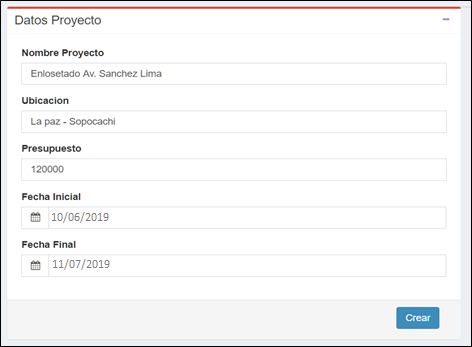 Datos Proyecto
Nombre Proyecto
Enlosetado Av. Sanchez Lima
Ubicacion
La paz - Sopocachi
Presupuesto
120000
Fecha Inicial
10/06/2019
Fecha Final
11/07/2019
Crear